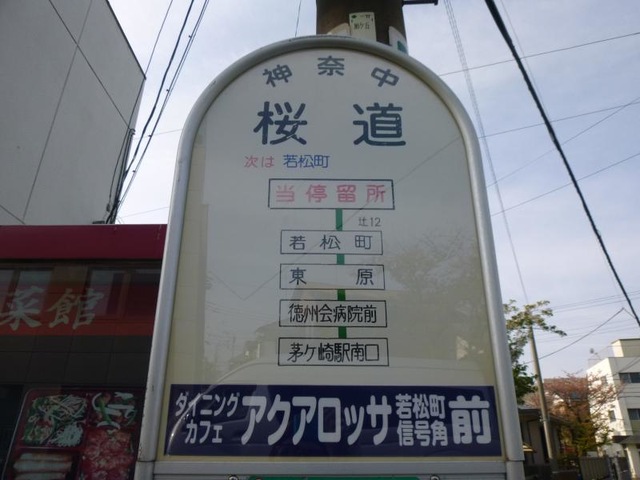 神奈中
桜道
次は 若松町
当停留所
辻12
若松町
東原
徳州会病院前
茅ケ崎駅南口
ダイニングカフェ アクアロッサ 若松町信号角 前
菜館